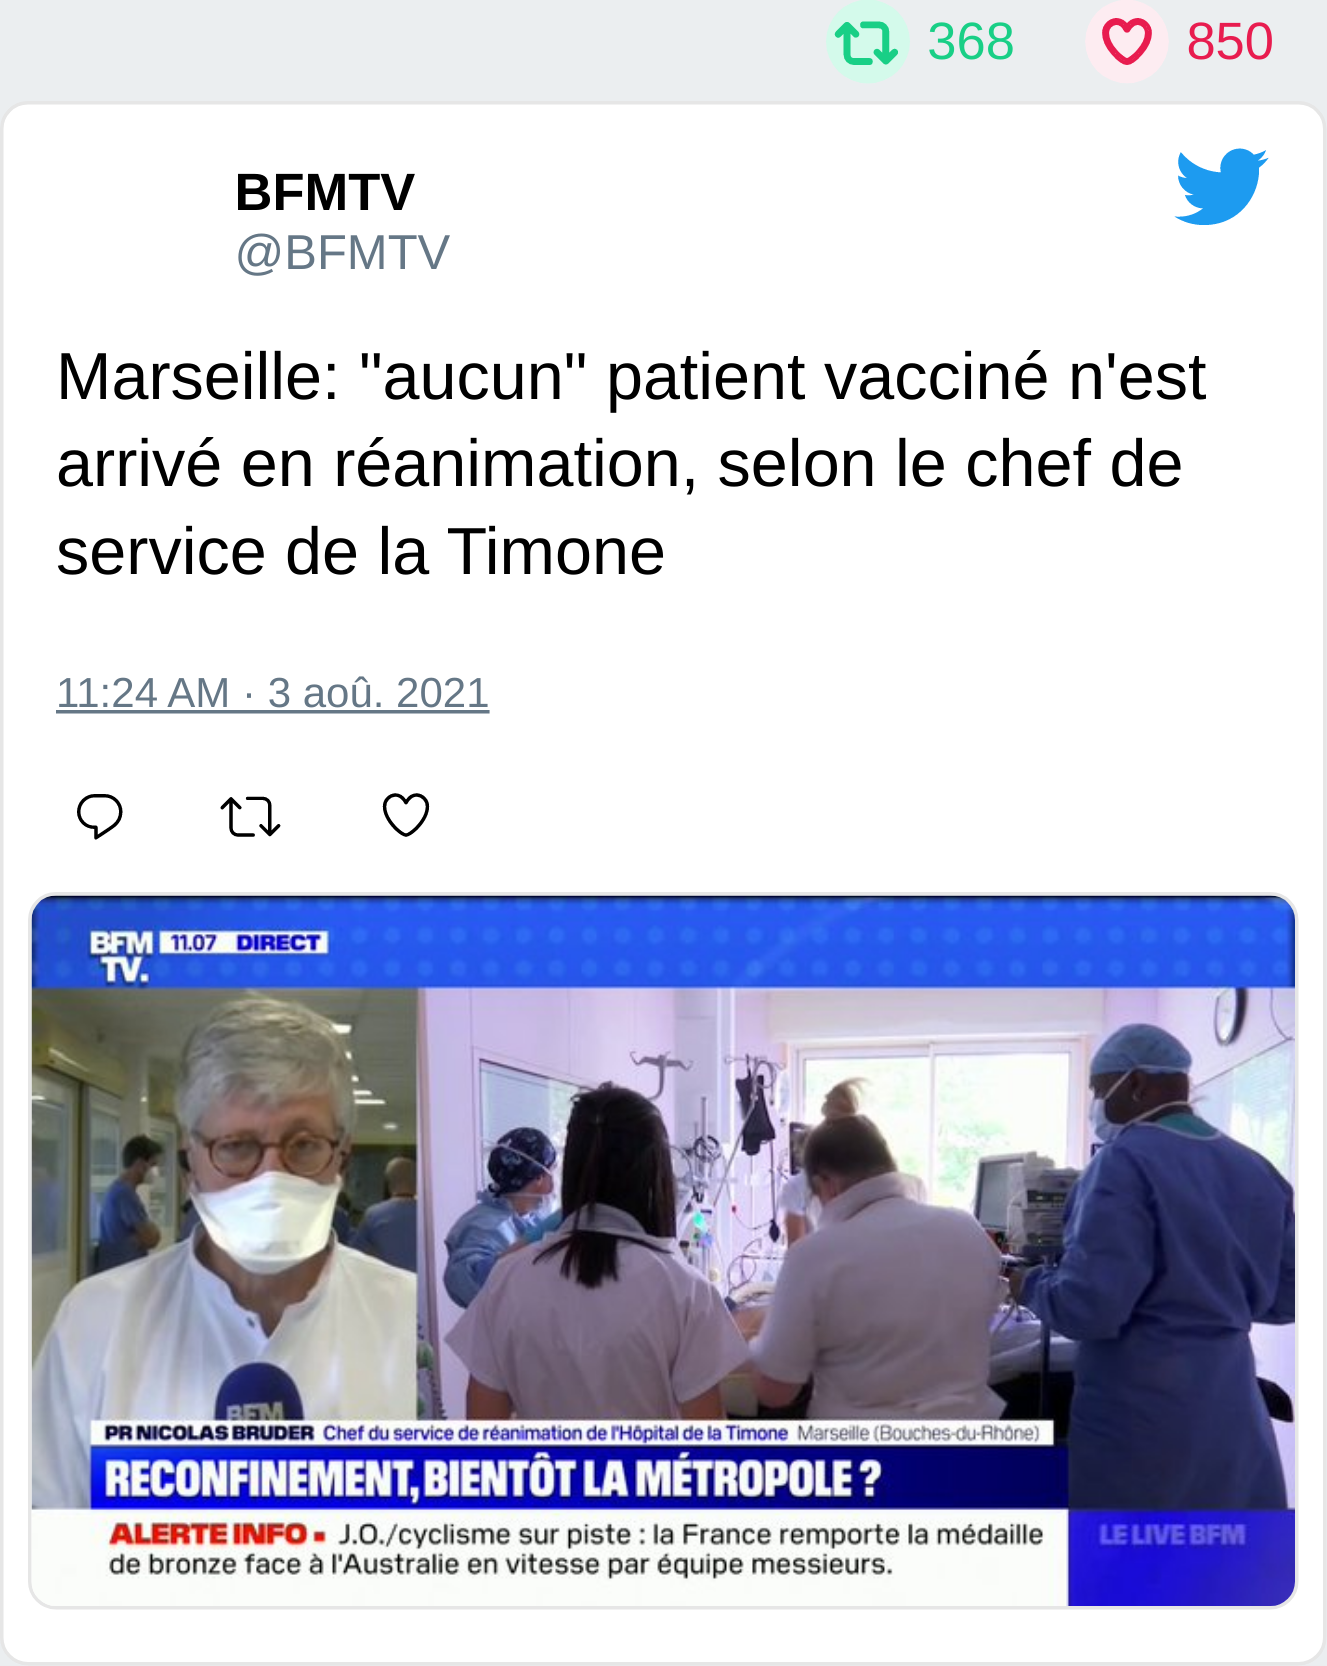 368 850
BFMTV
@BFMTV
Marseille: "aucun" patient vacciné n'est
arrivé en réanimation, selon le chef de
service de la Timone
11:24 AM · 3 aoû. 2021
BFM 11.07 DIRECT
TV.
BFM
PR NICOLAS BRUDER Chef du service de réanimation de l'Hôpital de la Timone Marseille (Bouches-du-Rhône)
RECONFINEMENT, BIENTÔT LA MÉTROPOLE ?
ALERTE INFO ▪ J.O./cyclisme sur piste : la France remporte la médaille
de bronze face à l'Australie en vitesse par équipe messieurs.
LE LIVE BFM